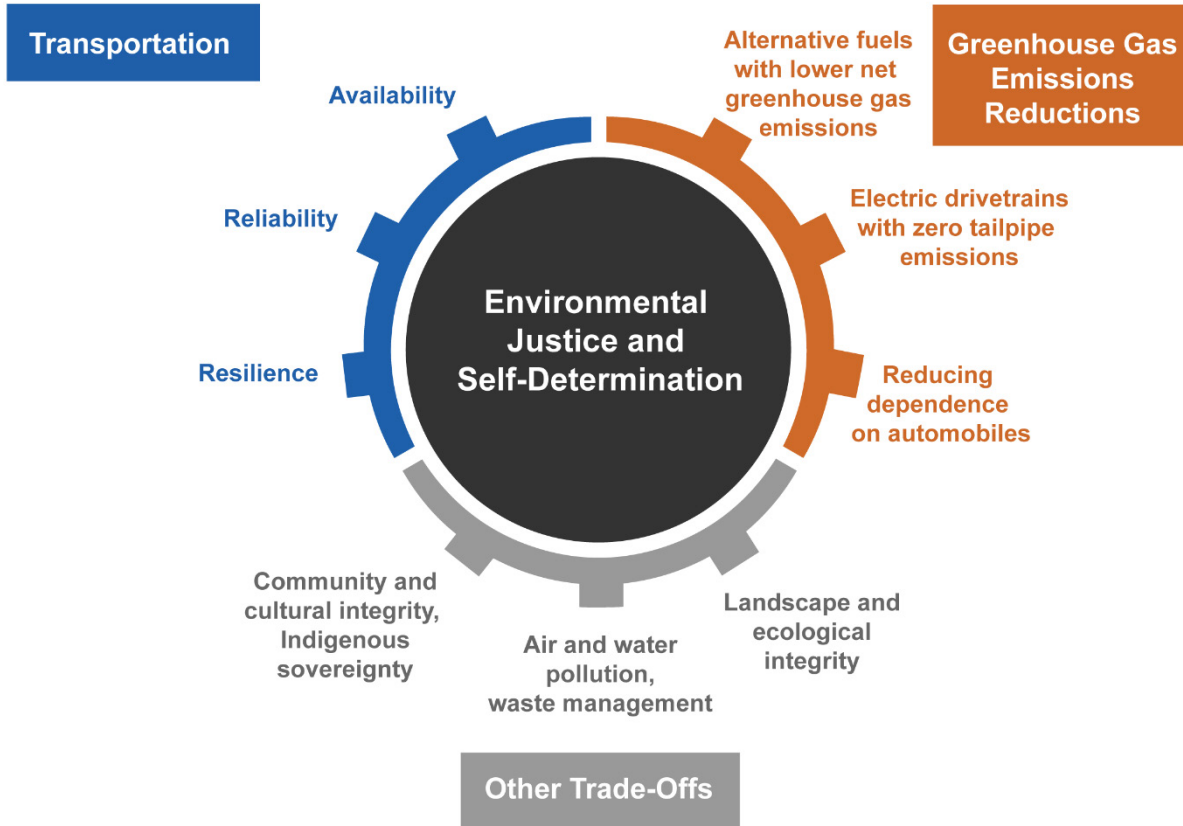 Transportation
Availability
Reliability
Resilience
Alternative fuels
with lower net
greenhouse gas
emissions
Greenhouse Gas
Emissions
Reductions
Electric drivetrains
with zero tailpipe
emissions
Reducing
dependence
on automobiles
Environmental
Justice and
Self-Determination
Community and
cultural integrity,
Indigenous
sovereignty
Air and water
pollution,
waste management
Landscape and
ecological
integrity
Other Trade-Offs